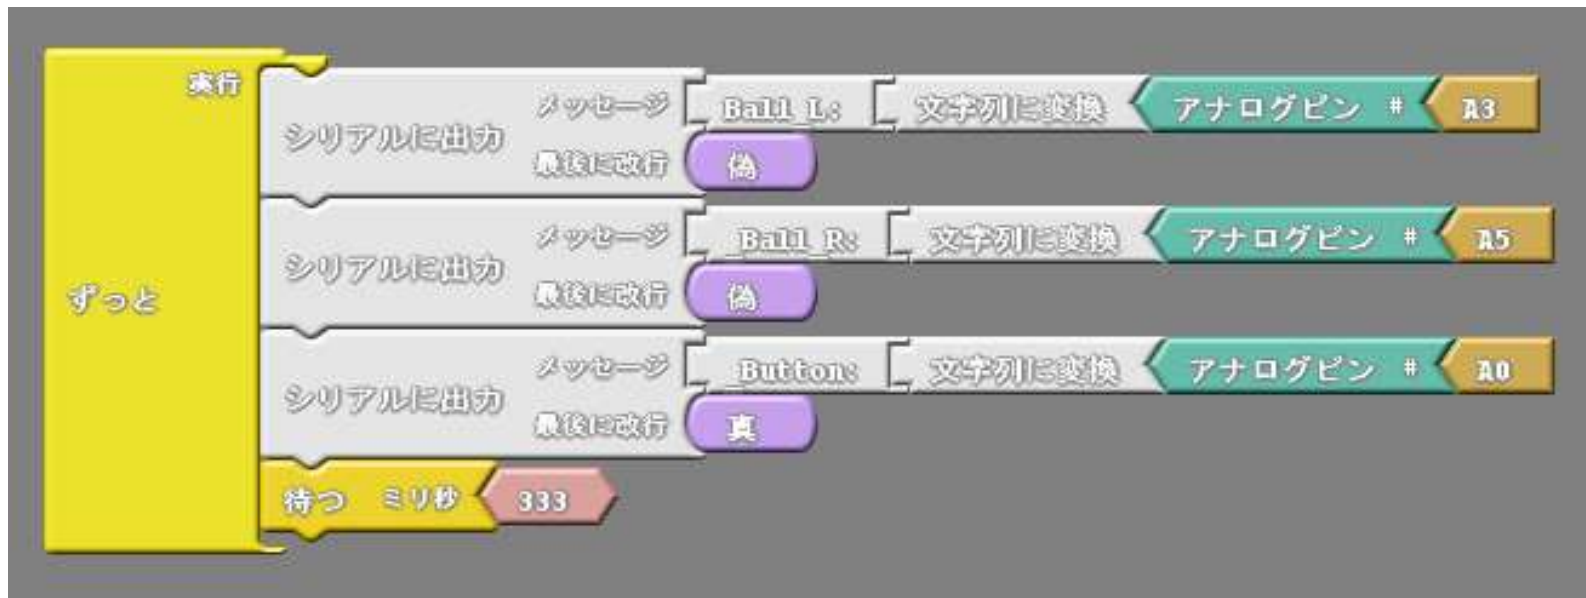 実行
シリアルに出力 メッセージ Ball_L: 文字列に変換 アナログピン # A3
最後に改行 偽
シリアルに出力 メッセージ _Ball_R: 文字列に変換 アナログピン # A5
最後に改行 偽
ずっと
シリアルに出力 メッセージ _Button: 文字列に変換 アナログピン # A0
最後に改行 真
待つ ミリ秒 333